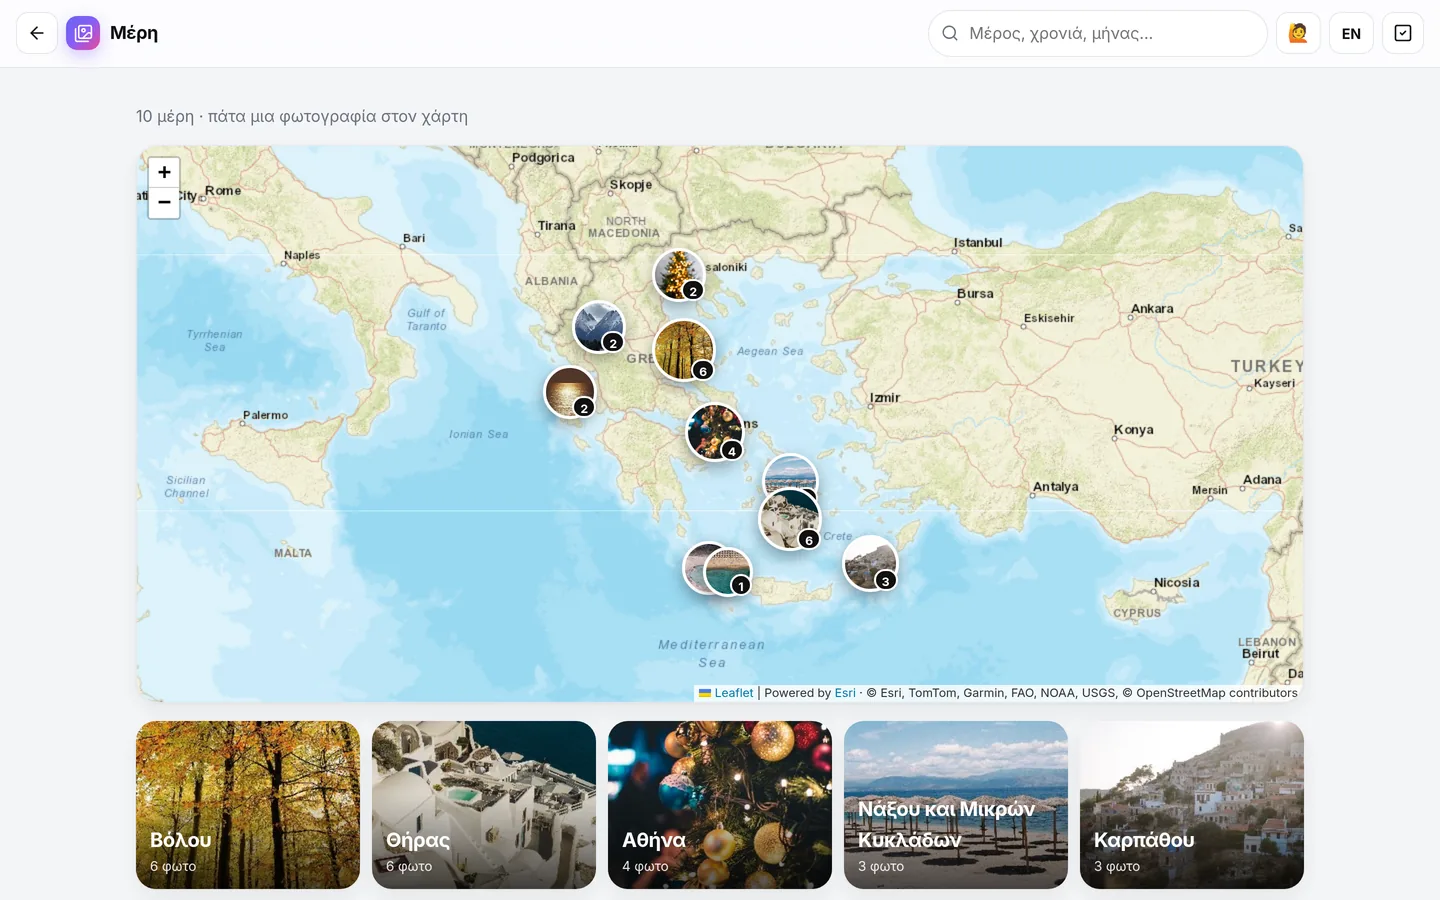 Μέρη
Μέρος, χρονιά, μήνας...
EN
10 μέρη · πάτα μια φωτογραφία στον χάρτη
+
−
Podgorica
Skopje
City
Rome
Tirana
NORTH
MACEDONIA
Bari
Istanbul
Naples
saloniki
ALBANIA
2
Bursa
Ankara
Gulf of
Taranto
Eskisehir
Tyrrhenian
Sea
2
Aegean Sea
GRE
TURKEY
6
Kayseri
Izmir
2
Palermo
ns
Ionian Sea
Konya
4
Sicilian
Channel
Antalya
Mersin
Adana
Crete
6
MALTA
3
1
Nicosia
CYPRUS
Mediterranean
Sea
LEBANON
Beirut
Da
Leaflet | Powered by Esri · © Esri, TomTom, Garmin, FAO, NOAA, USGS, © OpenStreetMap contributors
Βόλου
6 φωτο
Θήρας
6 φωτο
Αθήνα
4 φωτο
Νάξου και Μικρών
Κυκλάδων
3 φωτο
Καρπάθου
3 φωτο